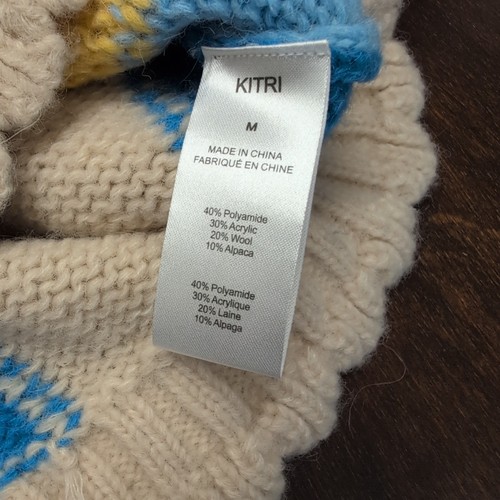 KITRI
M
MADE IN CHINA
FABRIQUÉ EN CHINE
40% Polyamide
30% Acrylic
20% Wool
10% Alpaca
40% Polyamide
30% Acrylique
20% Laine
10% Alpaga